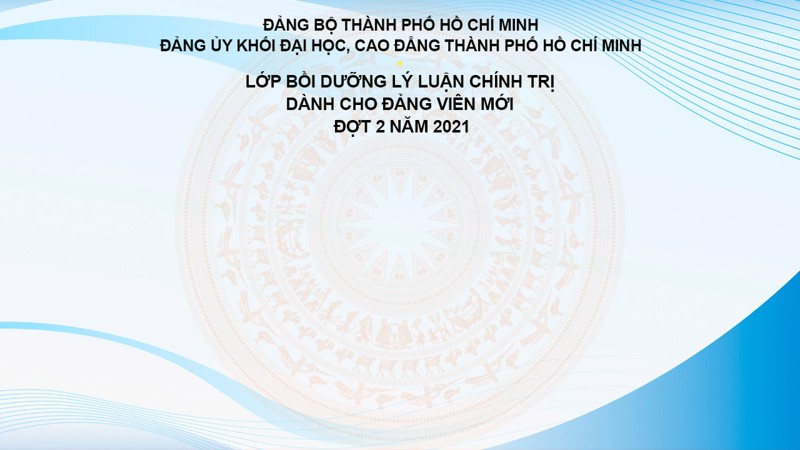 ĐẢNG BỘ THÀNH PHỐ HỒ CHÍ MINH
ĐẢNG ỦY KHỐI ĐẠI HỌC, CAO ĐẲNG THÀNH PHỐ HỒ CHÍ MINH
*
LỚP BỒI DƯỠNG LÝ LUẬN CHÍNH TRỊ
DÀNH CHO ĐẢNG VIÊN MỚI
ĐỢT 2 NĂM 2021